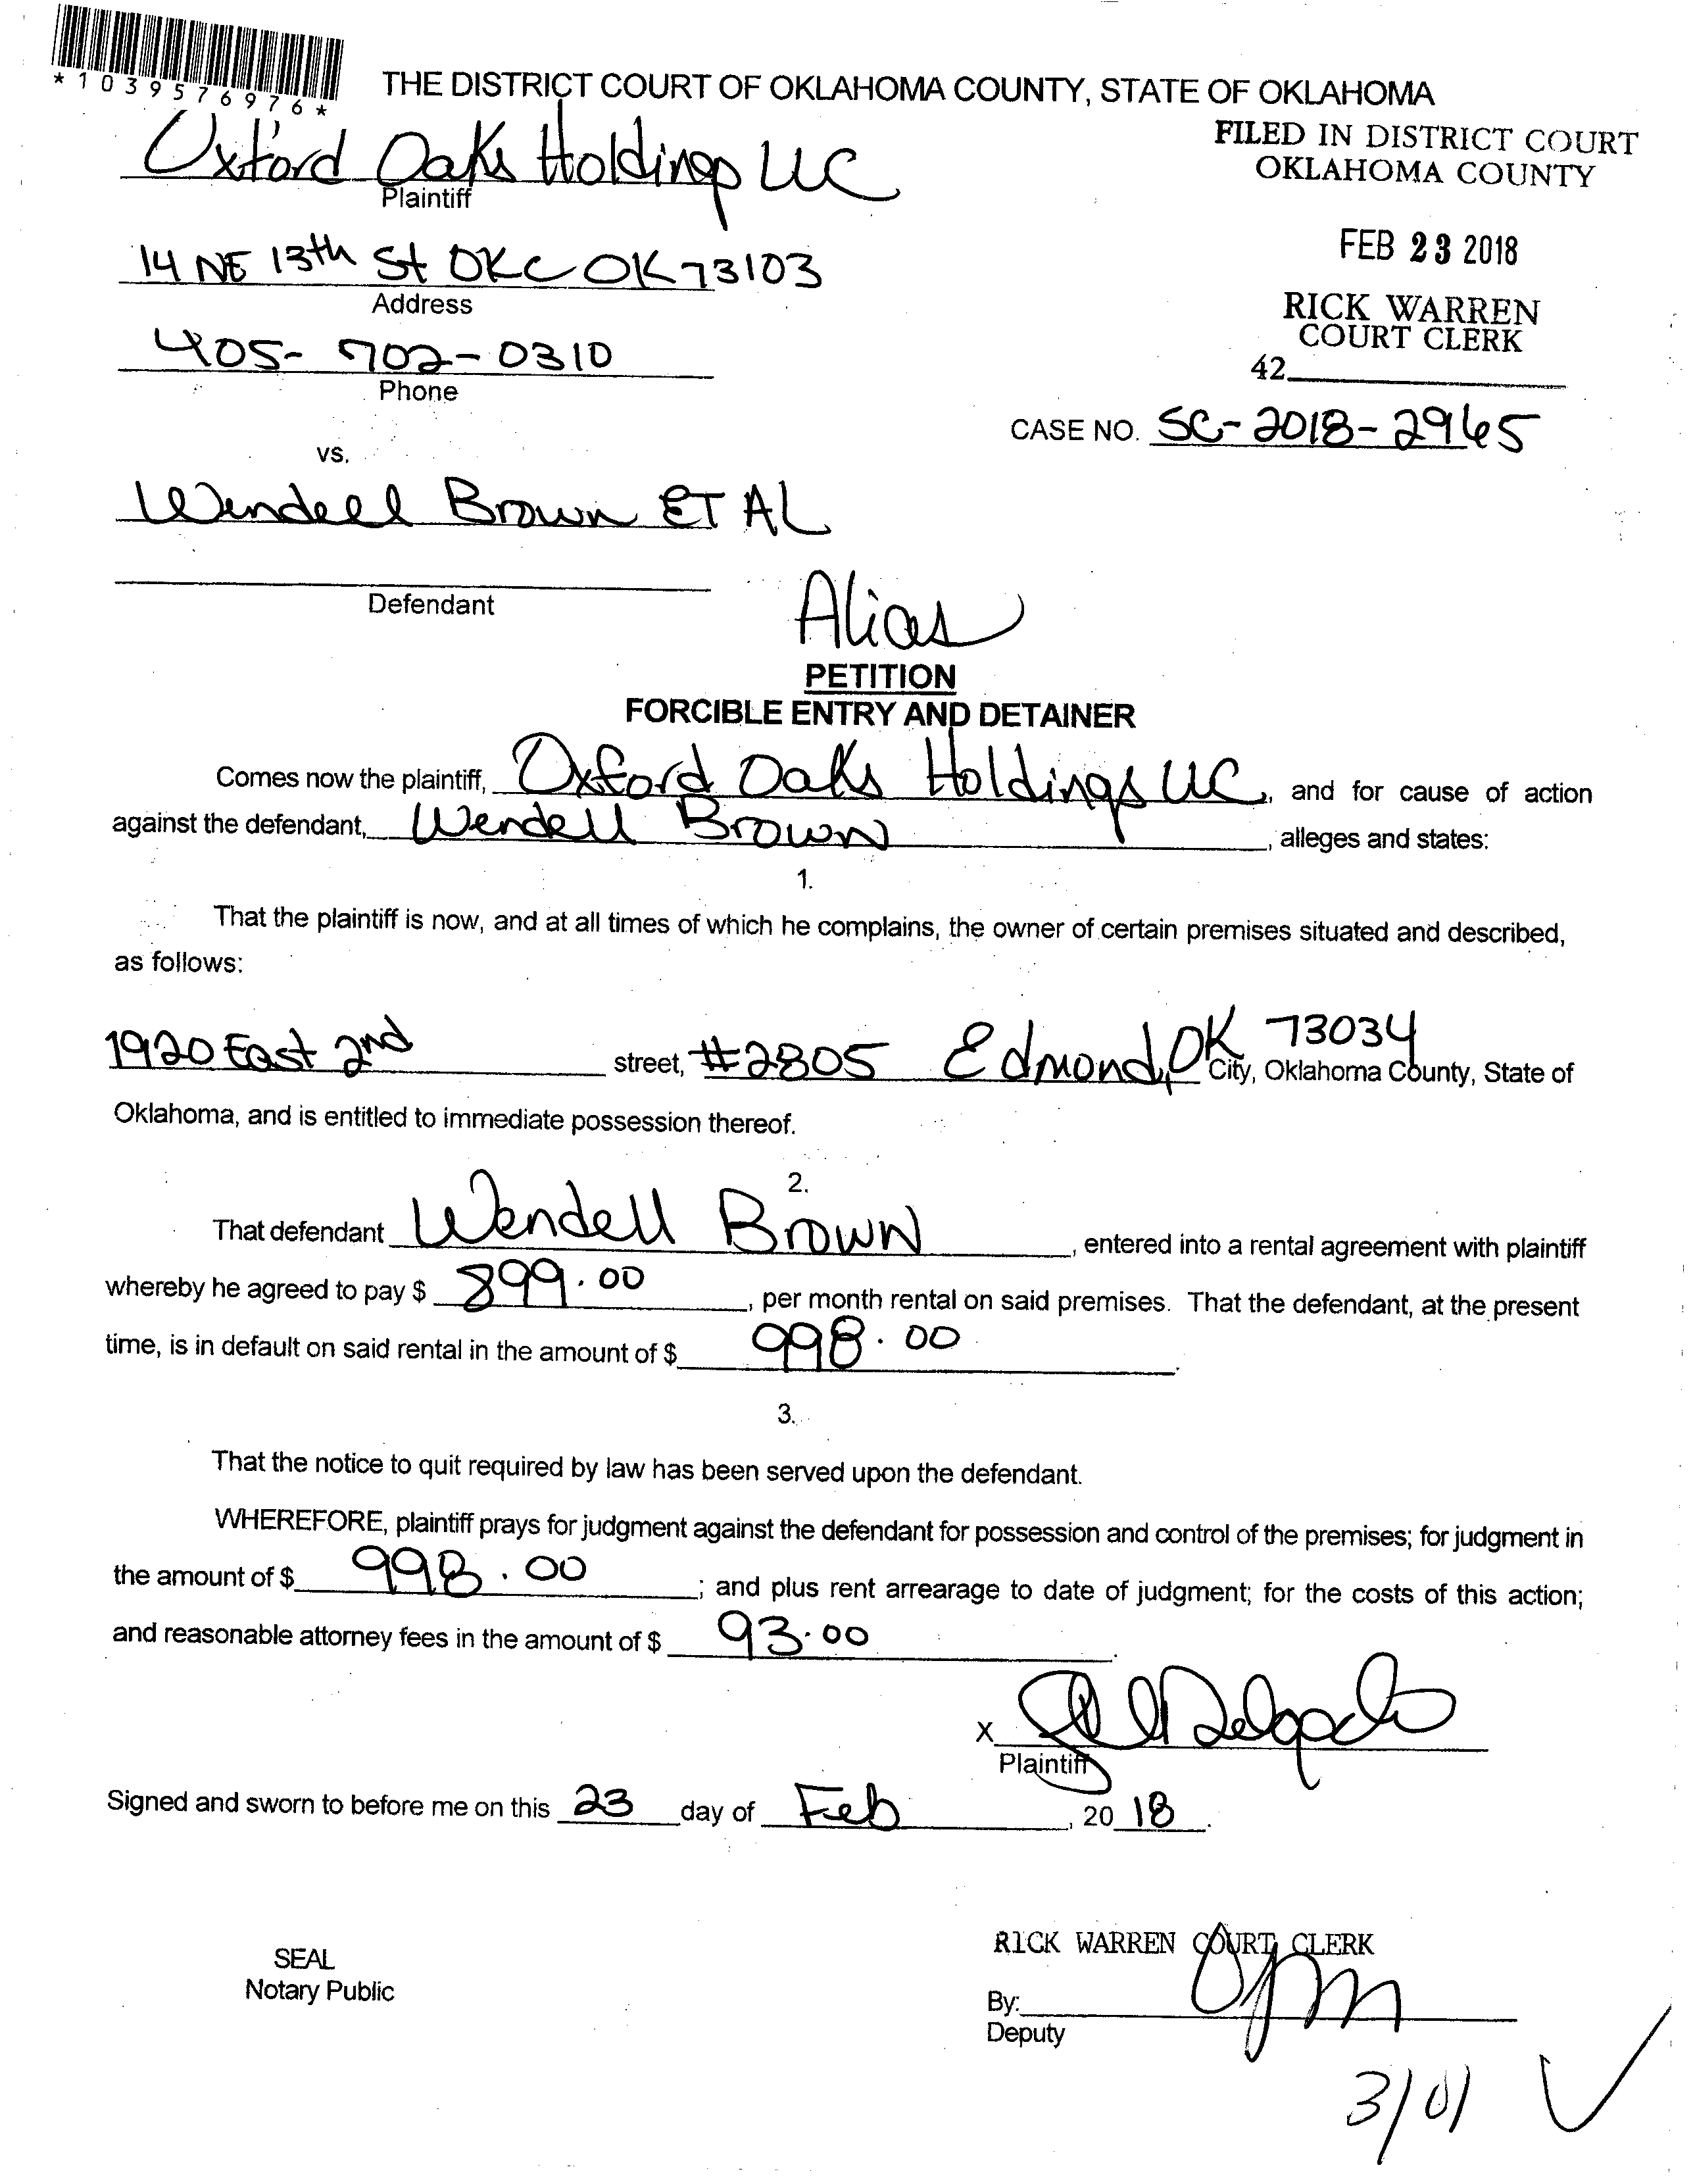 *1039576976*
THE DISTRICT COURT OF OKLAHOMA COUNTY, STATE OF OKLAHOMA
FILED IN DISTRICT COURT
OKLAHOMA COUNTY
Oxford Oaks Holdings LLC
Plaintiff
14 NE 13th St OKC OK 73103
Address
FEB 23 2018
RICK WARREN
COURT CLERK
405-702-0310
Phone
42
CASE NO. SC-2018-2965
vs.
Wendell Brown ET AL
Defendant
Alias
PETITION
FORCIBLE ENTRY AND DETAINER
Comes now the plaintiff, Oxford Oaks Holdings LLC, and for cause of action
against the defendant, Wendell Brown, alleges and states:
1.
That the plaintiff is now, and at all times of which he complains, the owner of certain premises situated and described,
as follows:
1920 East 2nd street, #2805 Edmond, OK 73034 City, Oklahoma County, State of
Oklahoma, and is entitled to immediate possession thereof.
2.
That defendant Wendell Brown, entered into a rental agreement with plaintiff
whereby he agreed to pay $ 899.00, per month rental on said premises. That the defendant, at the present
time, is in default on said rental in the amount of $ 998.00.
3.
That the notice to quit required by law has been served upon the defendant.
WHEREFORE, plaintiff prays for judgment against the defendant for possession and control of the premises; for judgment in
the amount of $ 998.00; and plus rent arrearage to date of judgment; for the costs of this action;
and reasonable attorney fees in the amount of $ 93.00.
X Delgado
Plaintiff
Signed and sworn to before me on this 23 day of Feb, 2018.
SEAL
Notary Public
RICK WARREN COURT CLERK
By:
Deputy
3/01